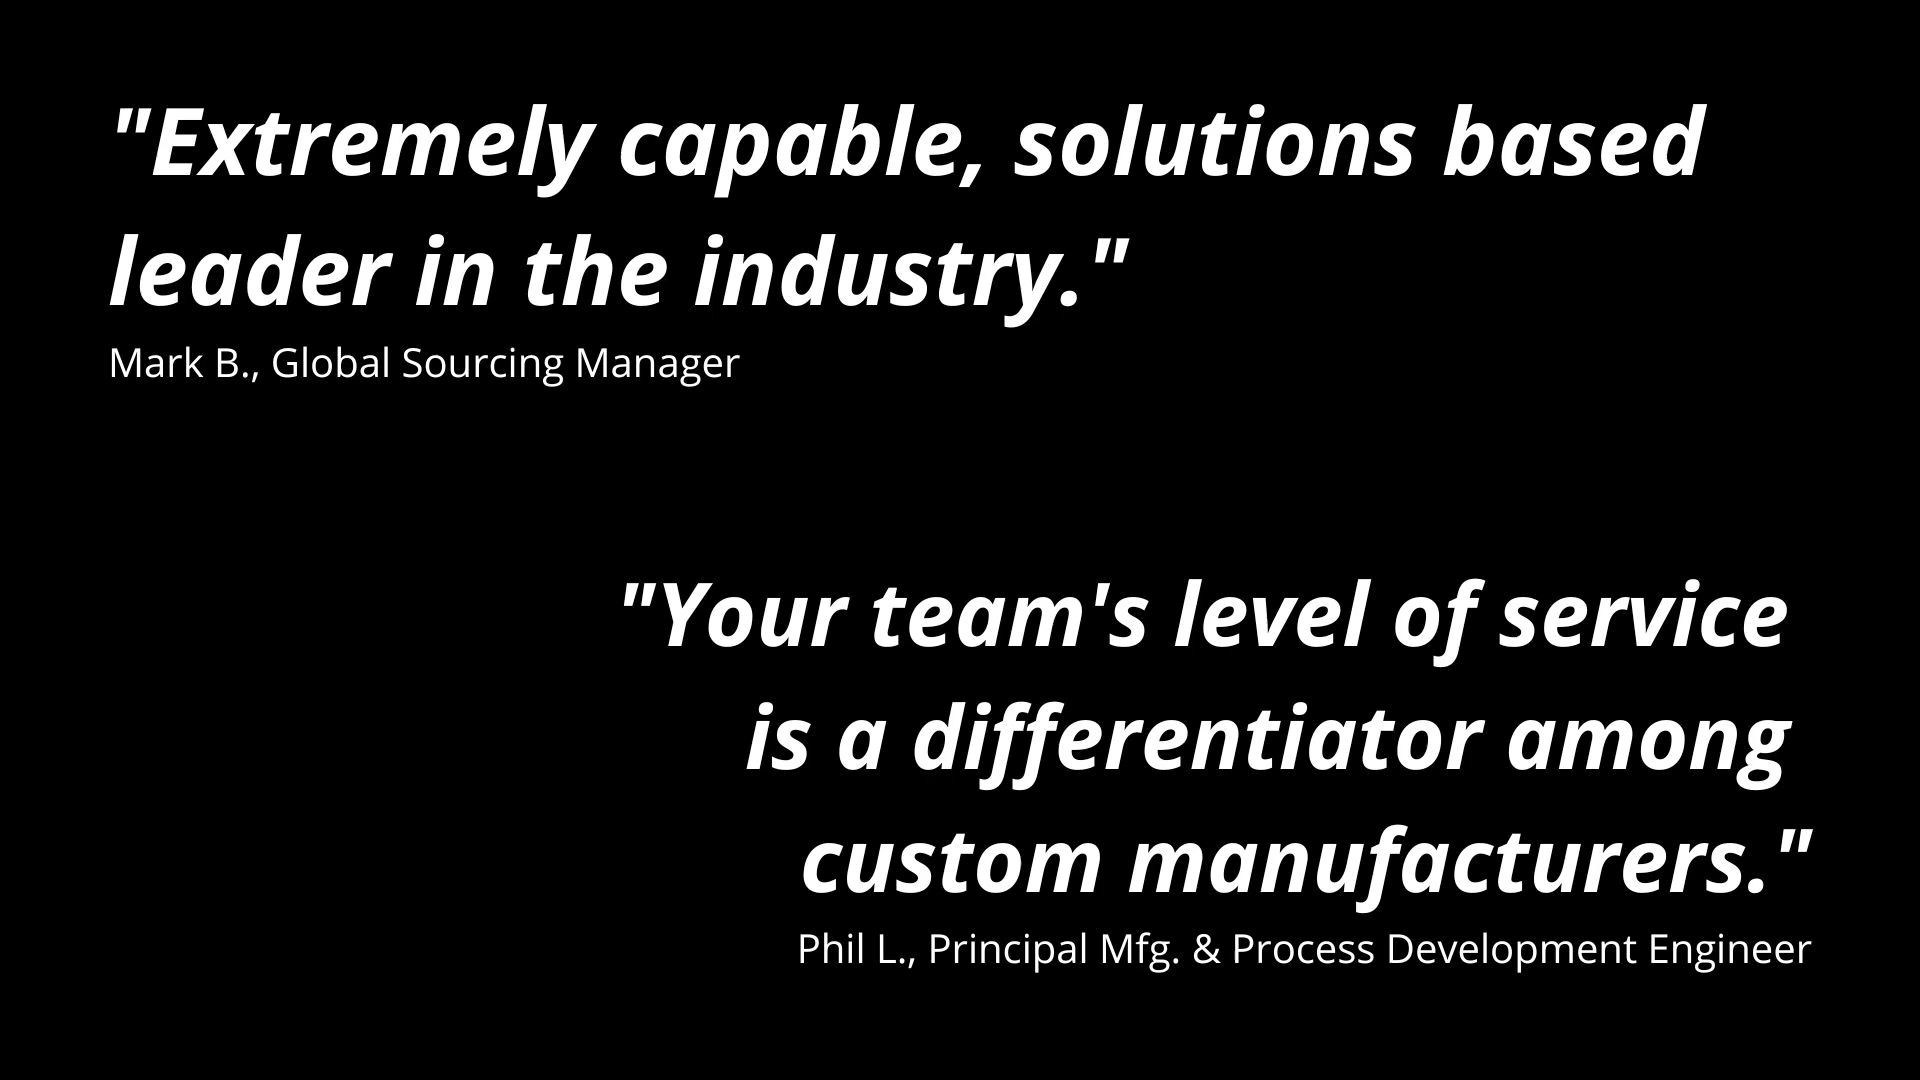 "Extremely capable, solutions based
leader in the industry."
Mark B., Global Sourcing Manager
"Your team's level of service
is a differentiator among
custom manufacturers."
Phil L., Principal Mfg. & Process Development Engineer